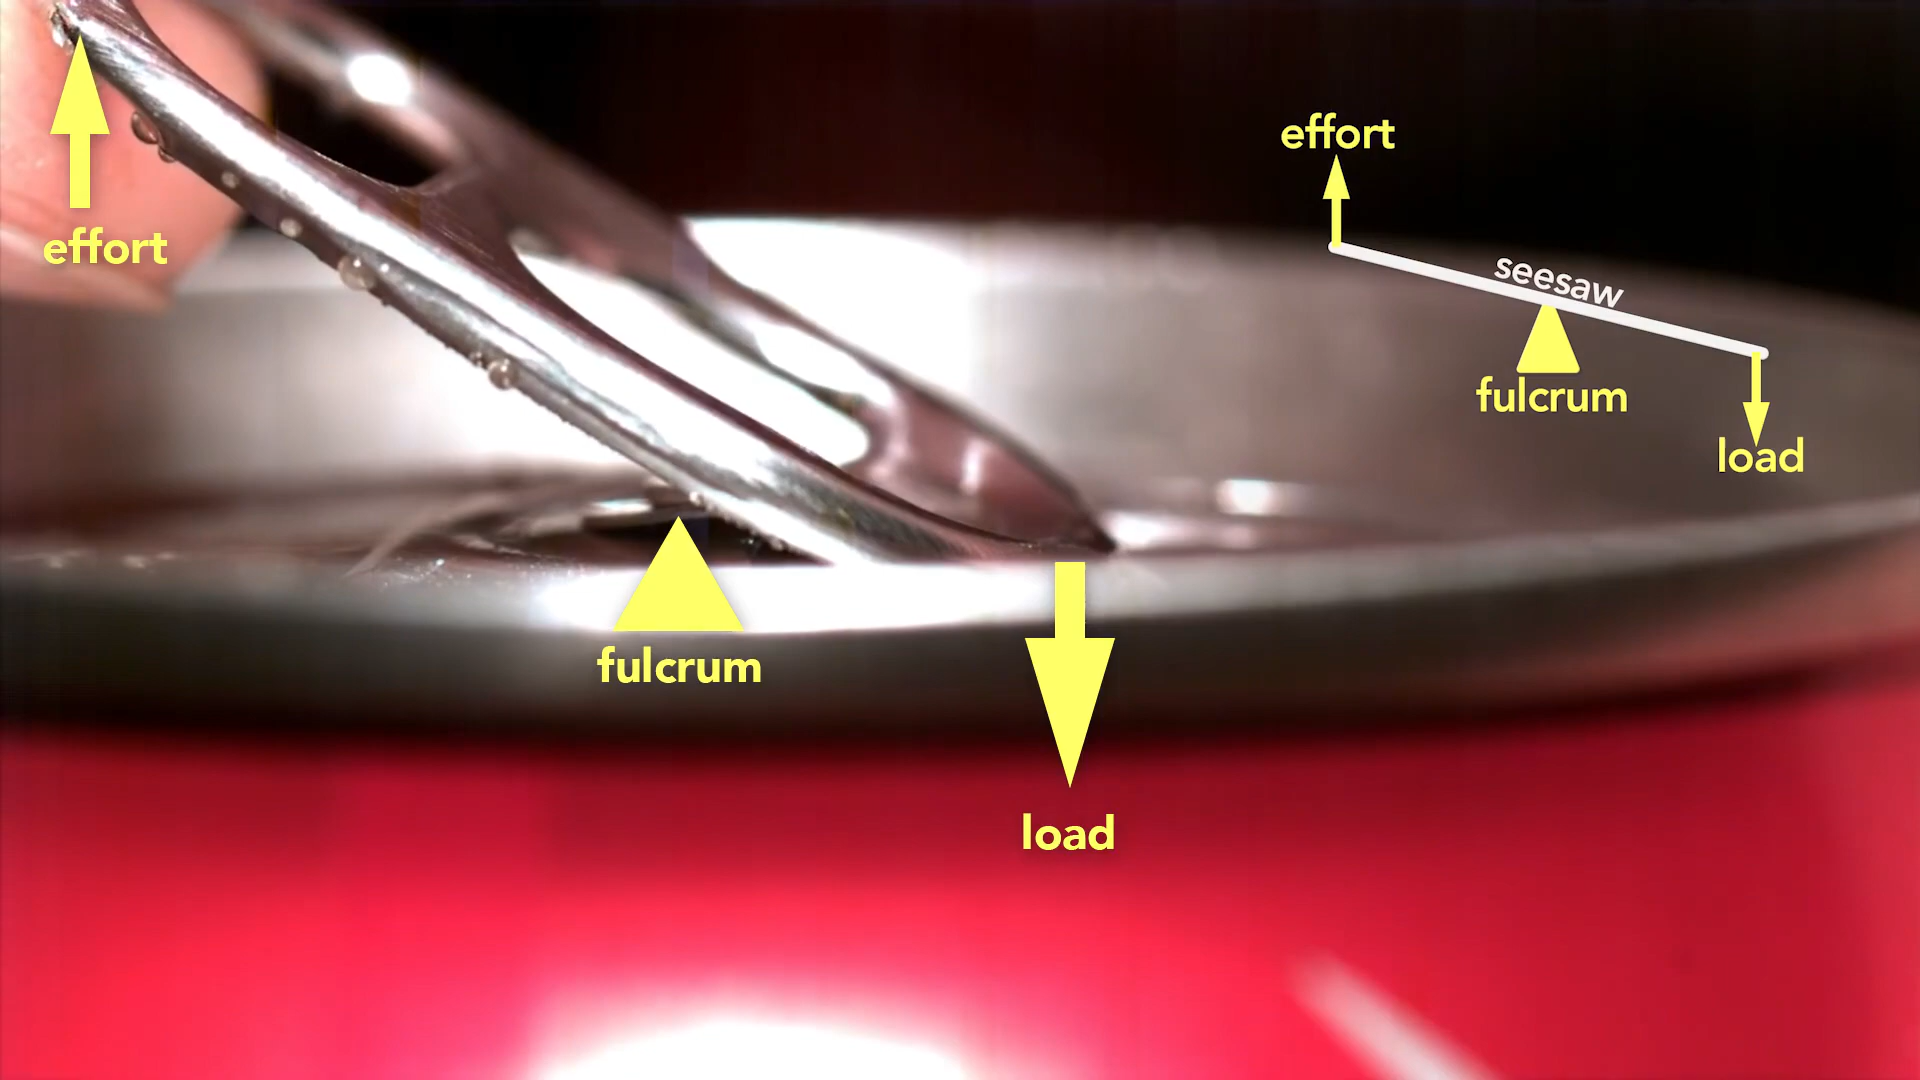 effort
effort
seesaw
fulcrum
load
fulcrum
load